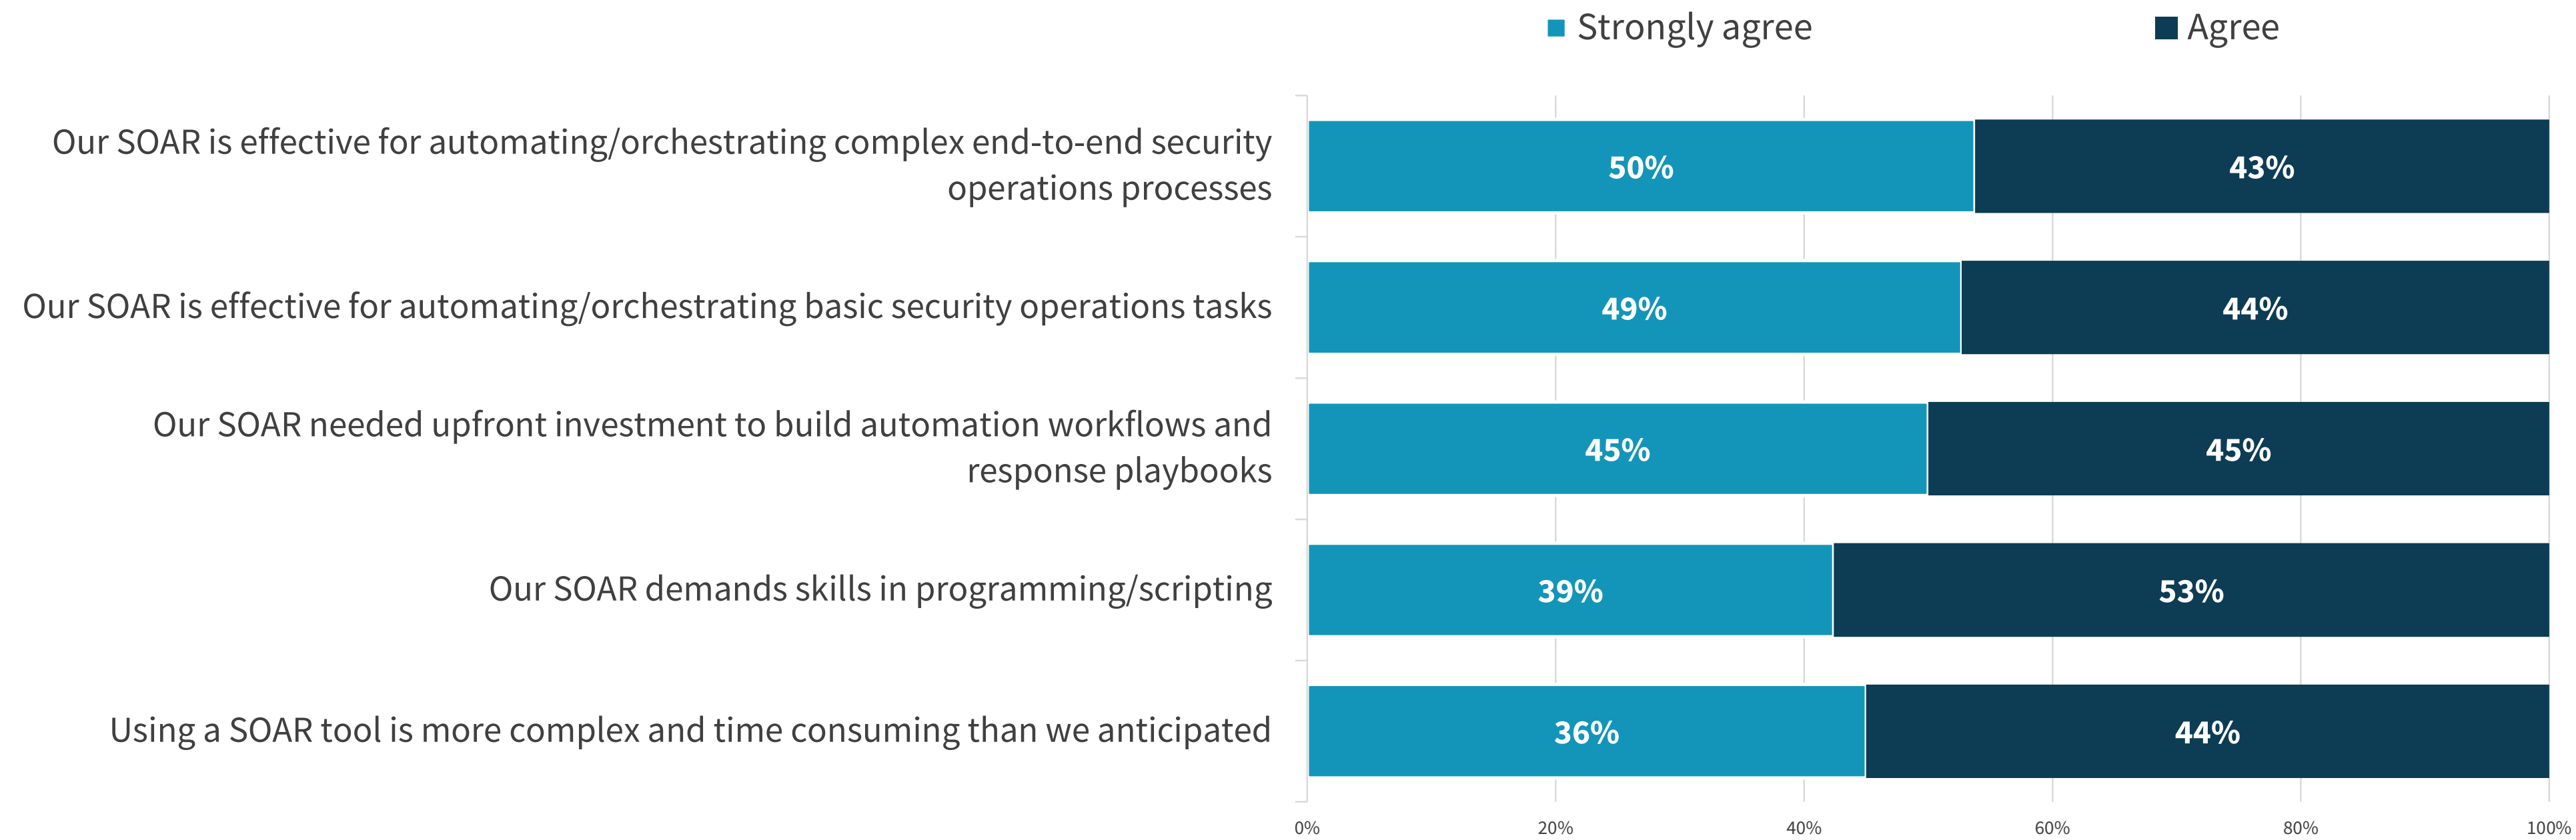 Strongly agree Agree
Our SOAR is effective for automating/orchestrating complex end-to-end security
operations processes
50% 43%
Our SOAR is effective for automating/orchestrating basic security operations tasks
49% 44%
Our SOAR needed upfront investment to build automation workflows and
response playbooks
45% 45%
Our SOAR demands skills in programming/scripting
39% 53%
Using a SOAR tool is more complex and time consuming than we anticipated
36% 44%
0% 20% 40% 60% 80% 100%